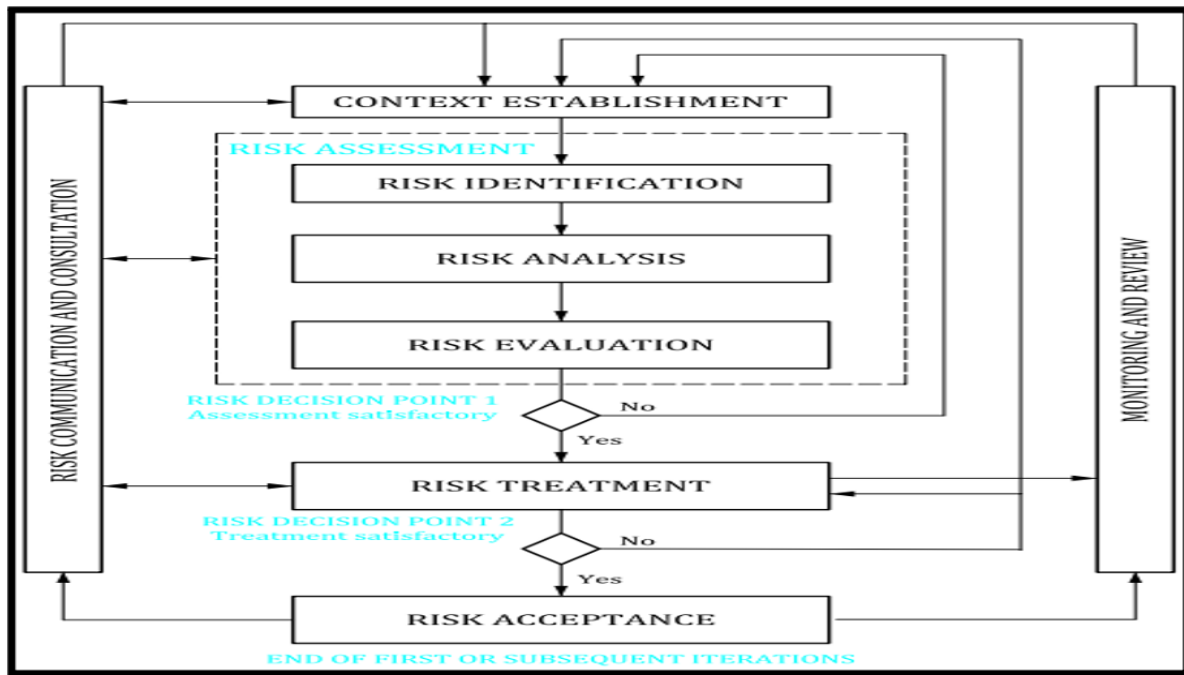 CONTEXT ESTABLISHMENT
RISK ASSESSMENT
RISK IDENTIFICATION
RISK ANALYSIS
RISK EVALUATION
RISK DECISION POINT 1
Assessment satisfactory
No
Yes
RISK TREATMENT
RISK DECISION POINT 2
Treatment satisfactory
No
Yes
RISK ACCEPTANCE
END OF FIRST OR SUBSEQUENT ITERATIONS
RISK COMMUNICATION AND CONSULTATION
MONITORING AND REVIEW